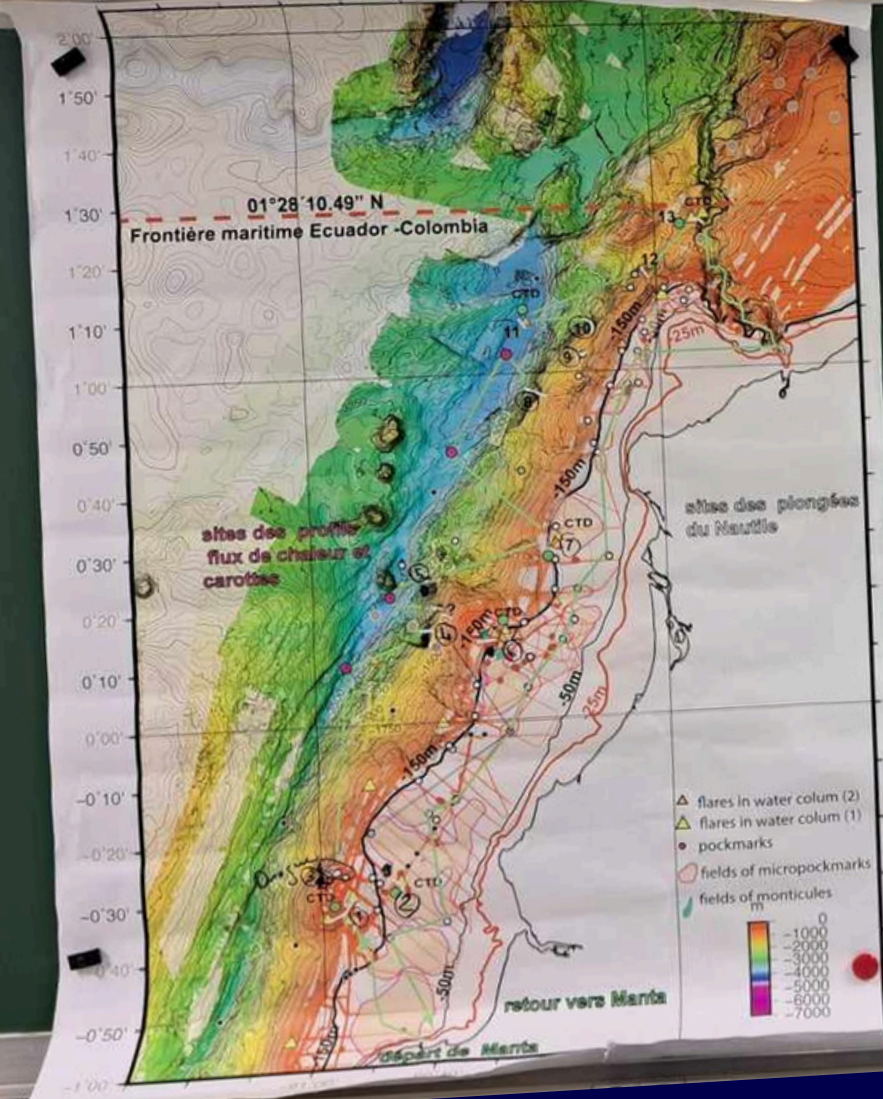 2°00'
1°50'
1°40'
1°30'
1°20'
1°10'
1°00'
0°50'
0°40'
0°30'
0°20'
0°10'
0°00'
-0°10'
-0°20'
-0°30'
0°40'
-0°50'
-1°00'
01°28´10.49" N
Frontière maritime Ecuador -Colombia
CTD
13
12
CTD
11
10
9
8
-150m
25m
-150m
CTD
7
sites des plongées
du Nautile
sites des profils
flux de chaleur et
carottes
CTD
-150m
-50m
25m
-150m
CTD
2
CTD
1
-50m
-150m
retour vers Manta
départ de Manta
flares in water colum (2)
flares in water colum (1)
pockmarks
fields of micropockmarks
fields of monticules
m
0
-1000
-2000
-3000
-4000
-5000
-6000
-7000